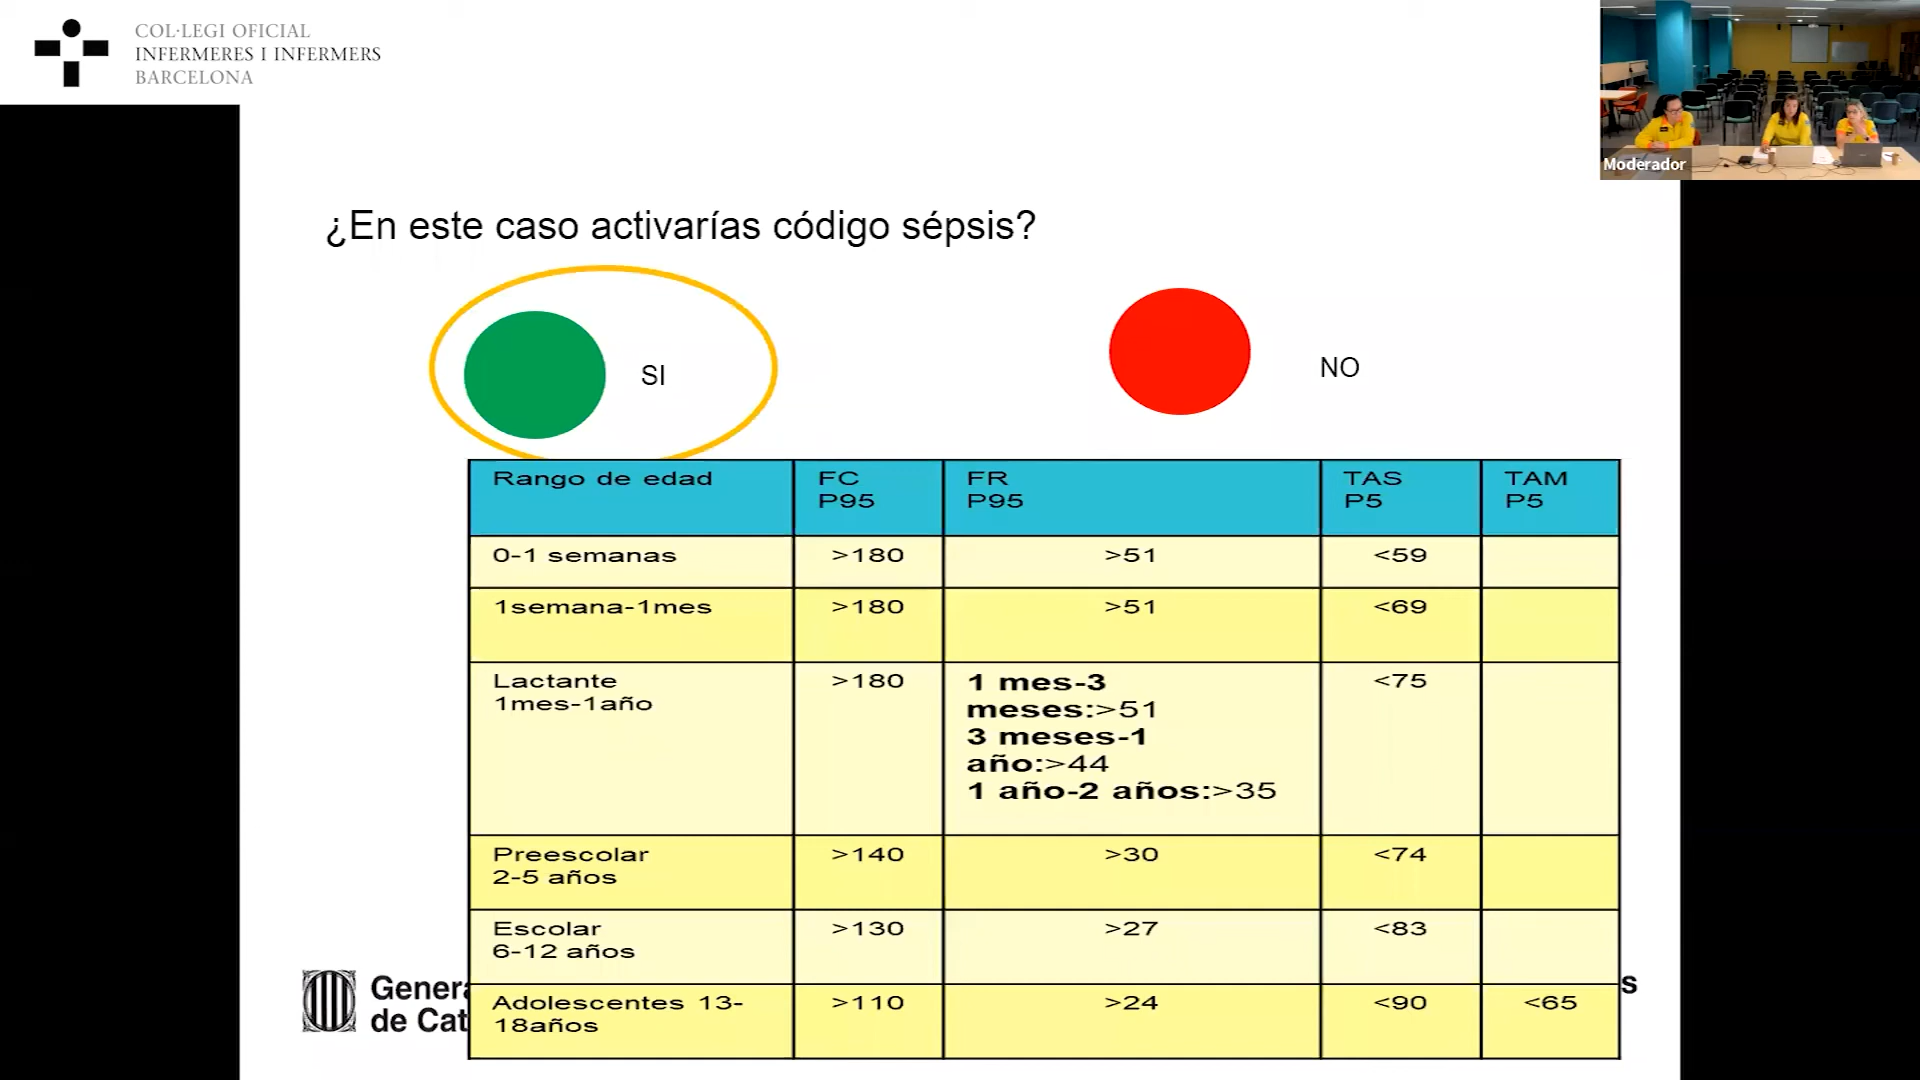 COL·LEGI OFICIAL
INFERMERES I INFERMERS
BARCELONA
Moderador
¿En este caso activarías código sépsis?
SI
NO
Rango de edad FC P95 FR P95 TAS P5 TAM P5
0-1 semanas >180 >51 <59
1semana-1mes >180 >51 <69
Lactante >180 1 mes-3 <75
1mes-1año meses:>51
3 meses-1
año:>44
1 año-2 años:>35
Preescolar >140 >30 <74
2-5 años
Escolar >130 >27 <83
6-12 años
Adolescentes 13- >110 >24 <90 <65
18años
Genera
de Cat
s